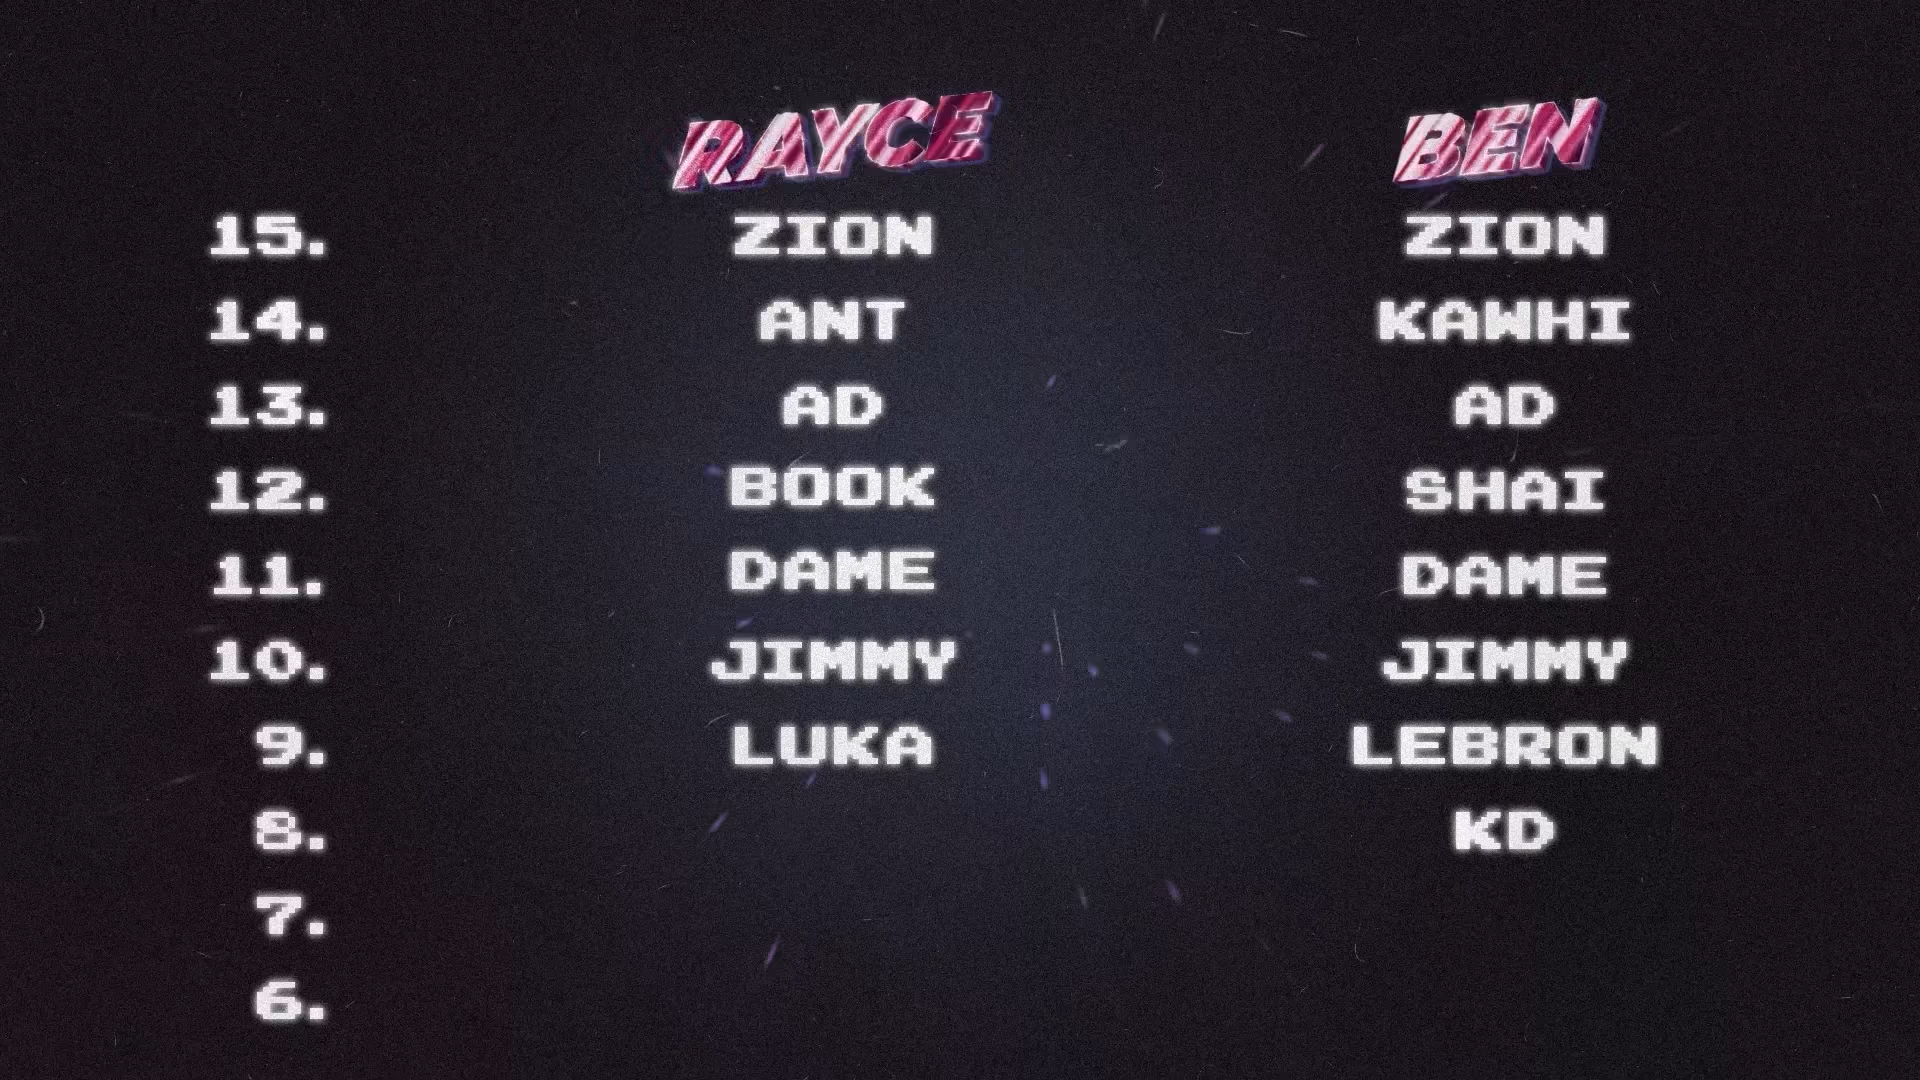 RAYCE BEN
15. ZION ZION
14. ANT KAWHI
13. AD AD
12. BOOK SHAI
11. DAME DAME
10. JIMMY JIMMY
9. LUKA LEBRON
8. KD
7.
6.